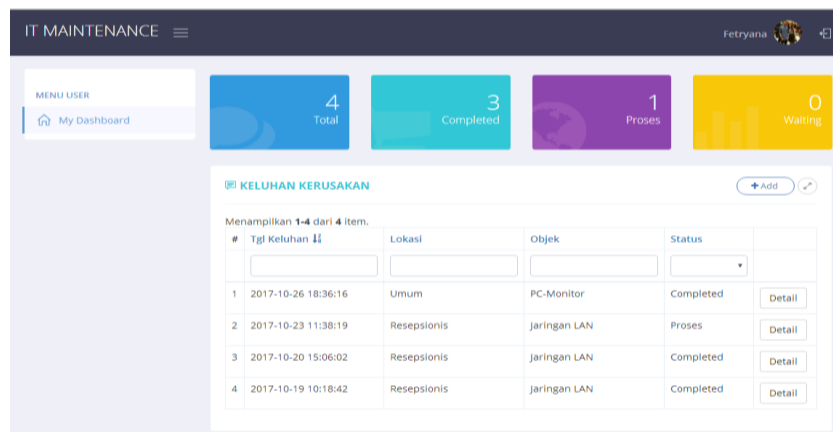 IT MAINTENANCE
Fetryana
MENU USER
My Dashboard
4
Total
3
Completed
1
Proses
0
Waiting
KELUHAN KERUSAKAN
+Add
Menampilkan 1-4 dari 4 item.
# Tgl Keluhan Lokasi Objek Status
1 2017-10-26 18:36:16 Umum PC-Monitor Completed Detail
2 2017-10-23 11:38:19 Resepsionis Jaringan LAN Proses Detail
3 2017-10-20 15:06:02 Resepsionis Jaringan LAN Completed Detail
4 2017-10-19 10:18:42 Resepsionis Jaringan LAN Completed Detail